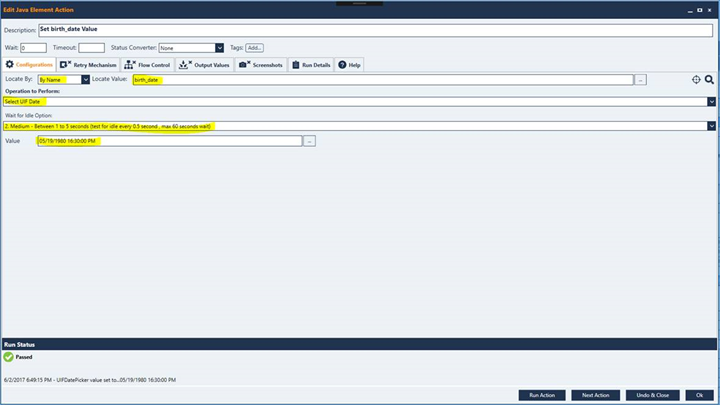 Edit Java Element Action
Description: Set birth_date Value
Wait: 0 Timeout: Status Converter: None Tags: Add..
Configurations Retry Mechanism Flow Control Output Values Screenshots Run Details Help
Locate By: By Name Locate Value: birth_date ...
Operation to Perform:
Select UIF Date
Wait for Idle Option:
2. Medium - Between 1 to 5 seconds (test for idle every 0.5 second , max 60 seconds wait)
Value 05/19/1980 16:30:00 PM ...
Run Status
Passed
6/2/2017 6:49:15 PM - UIFDatePicker value set to...05/19/1980 16:30:00 PM
Run Action Next Action Undo & Close Ok